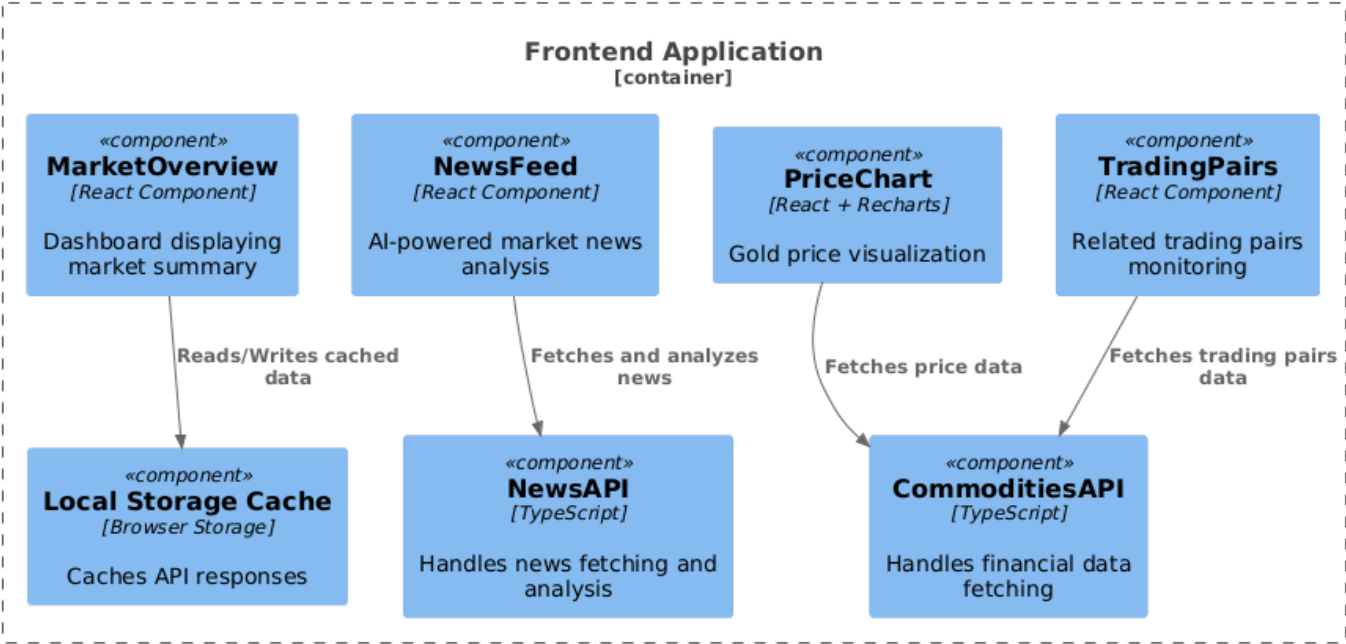 Frontend Application
[container]
«component»
MarketOverview
[React Component]
Dashboard displaying
market summary
«component»
NewsFeed
[React Component]
AI-powered market news
analysis
«component»
PriceChart
[React + Recharts]
Gold price visualization
«component»
TradingPairs
[React Component]
Related trading pairs
monitoring
Reads/Writes cached
data
Fetches and analyzes
news
Fetches price data
Fetches trading pairs
data
«component»
Local Storage Cache
[Browser Storage]
Caches API responses
«component»
NewsAPI
[TypeScript]
Handles news fetching and
analysis
«component»
CommoditiesAPI
[TypeScript]
Handles financial data
fetching